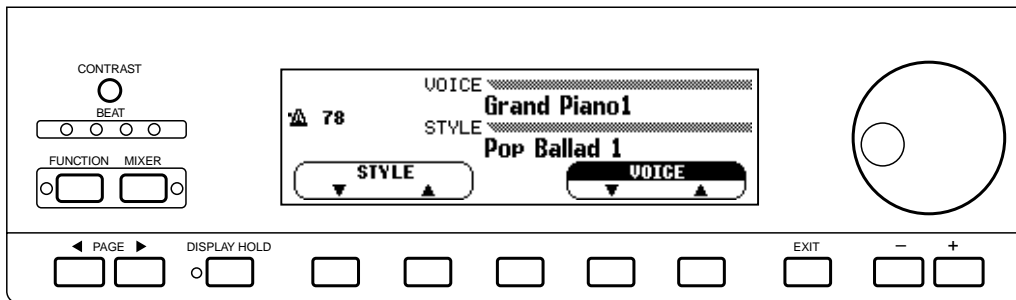 CONTRAST
BEAT
FUNCTION MIXER
VOICE
Grand Piano1
78
STYLE
Pop Ballad 1
STYLE
VOICE
◀ PAGE ▶
DISPLAY HOLD
EXIT
− +